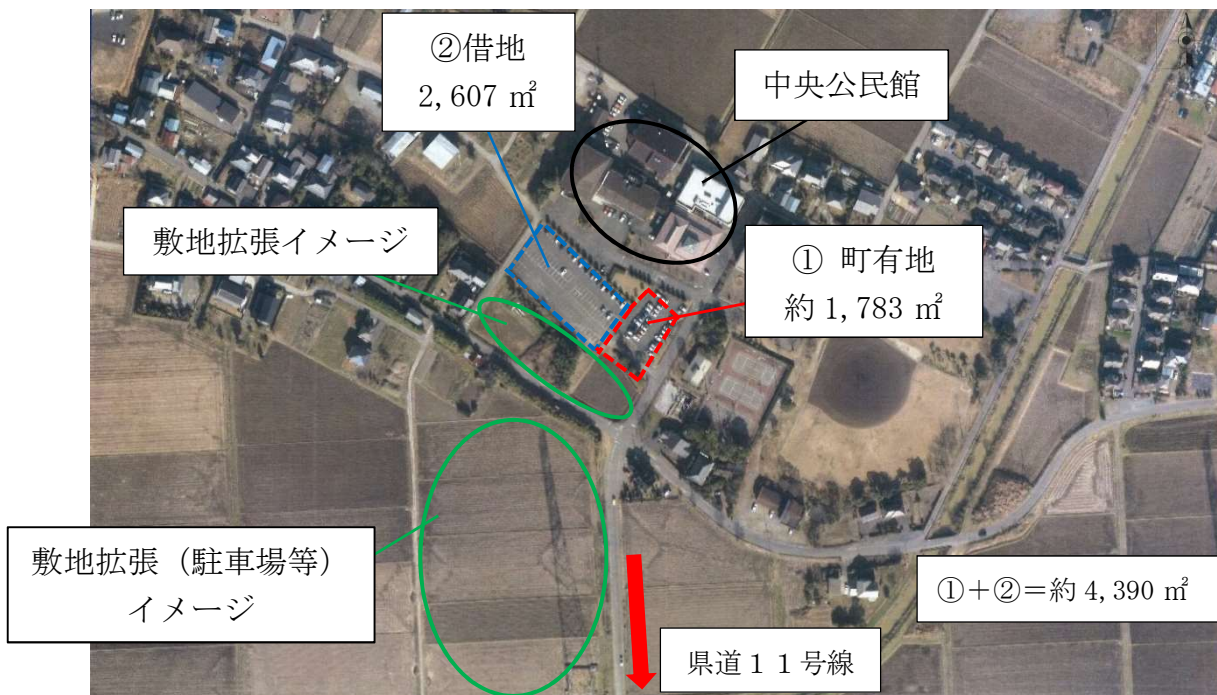 ②借地
2,607 ㎡
中央公民館
敷地拡張イメージ
① 町有地
約 1,783 ㎡
敷地拡張（駐車場等）
イメージ
①＋②＝約 4,390 ㎡
県道１１号線